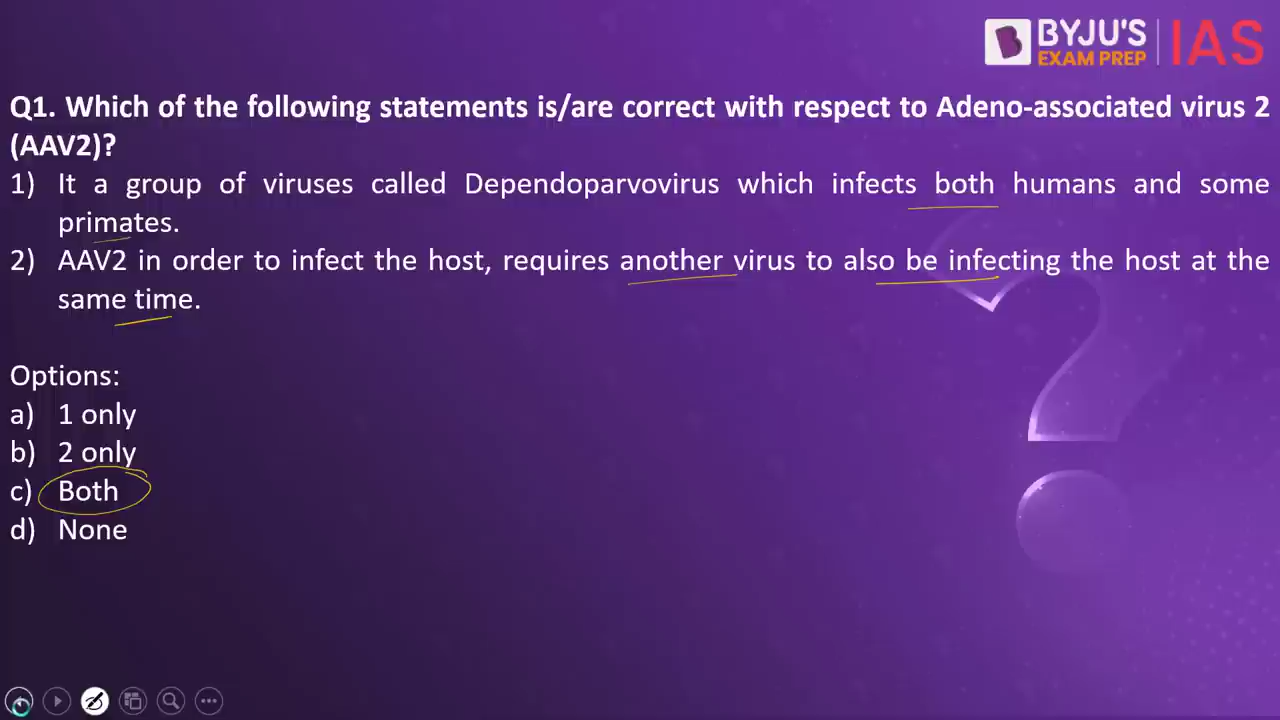 BYJU'S
EXAM PREP
IAS
Q1. Which of the following statements is/are correct with respect to Adeno-associated virus 2
(AAV2)?
1) It a group of viruses called Dependoparvovirus which infects both humans and some
primates.
2) AAV2 in order to infect the host, requires another virus to also be infecting the host at the
same time.
Options:
a) 1 only
b) 2 only
c) Both
d) None